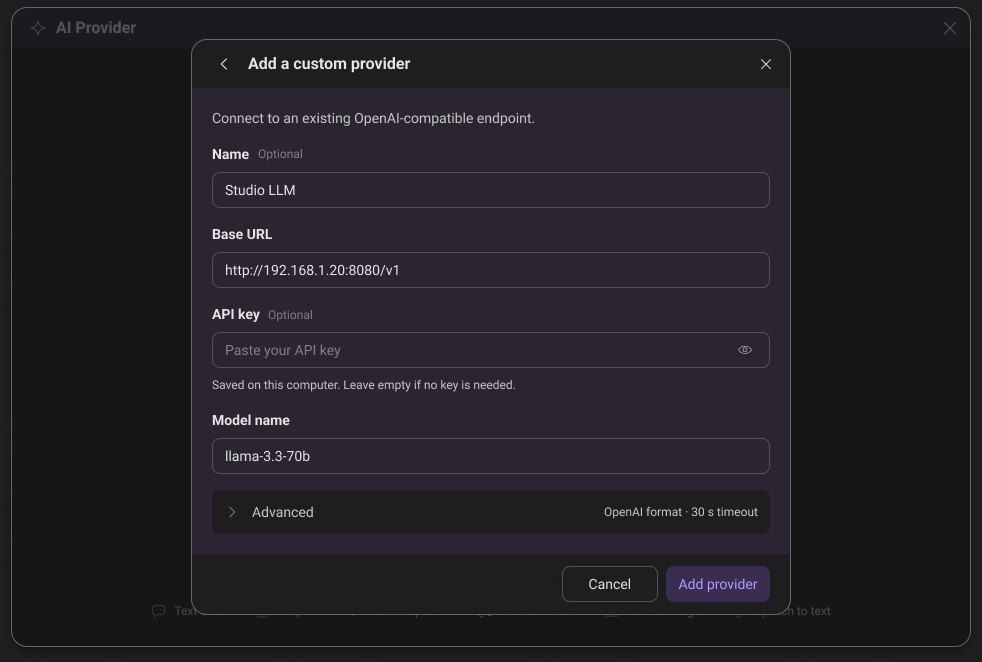 AI Provider
Add a custom provider
Connect to an existing OpenAI-compatible endpoint.
Name Optional
Studio LLM
Base URL
http://192.168.1.20:8080/v1
API key Optional
Paste your API key
Saved on this computer. Leave empty if no key is needed.
Model name
llama-3.3-70b
Advanced OpenAI format · 30 s timeout
Cancel Add provider
Text to text